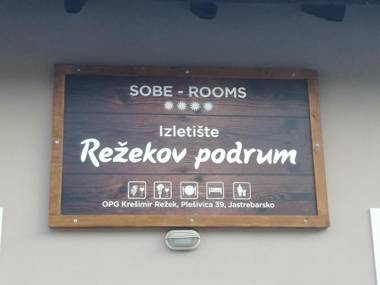 SOBE - ROOMS
Izletište
Režekov podrum
OPG Krešimir Režek, Plešivica 39, Jastrebarsko